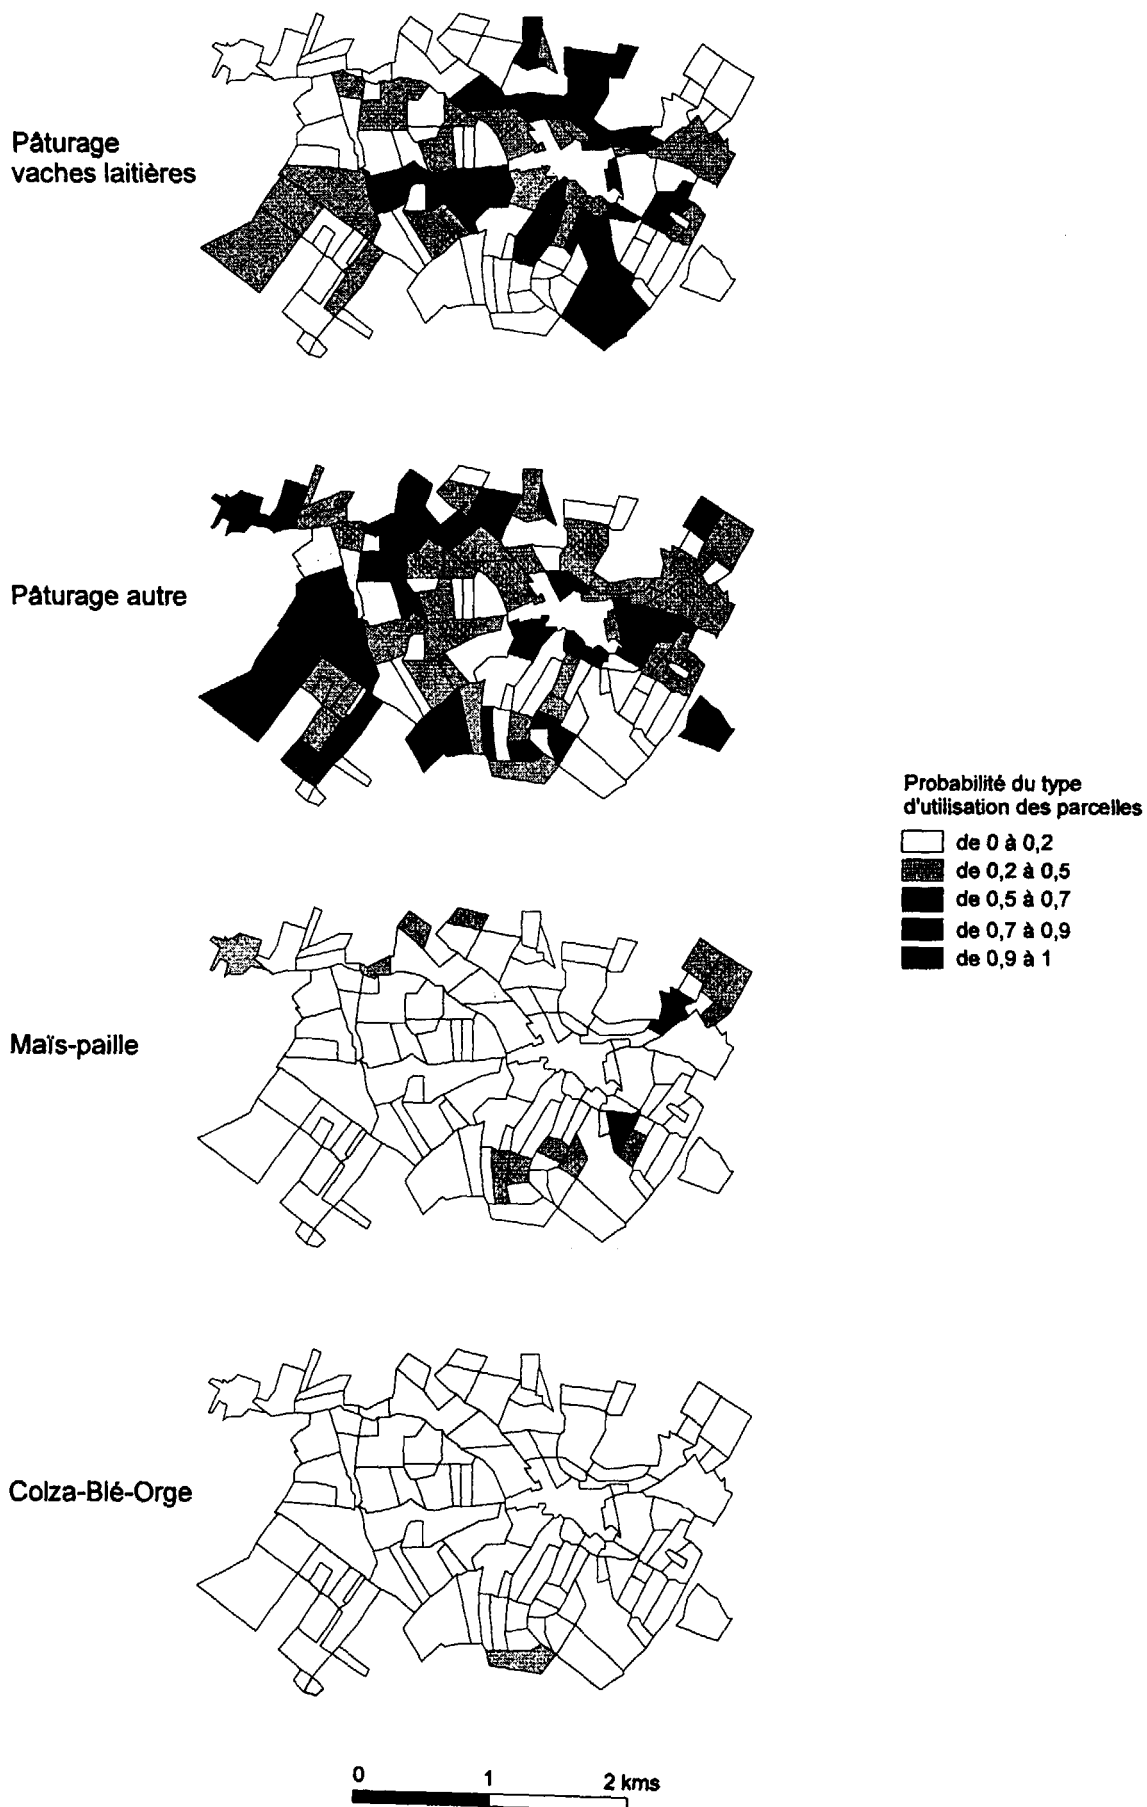 Pâturage
vaches laitières
Pâturage autre
Probabilité du type
d'utilisation des parcelles
de 0 à 0,2
de 0,2 à 0,5
de 0,5 à 0,7
de 0,7 à 0,9
de 0,9 à 1
Maïs-paille
Colza-Blé-Orge
0 1 2 kms